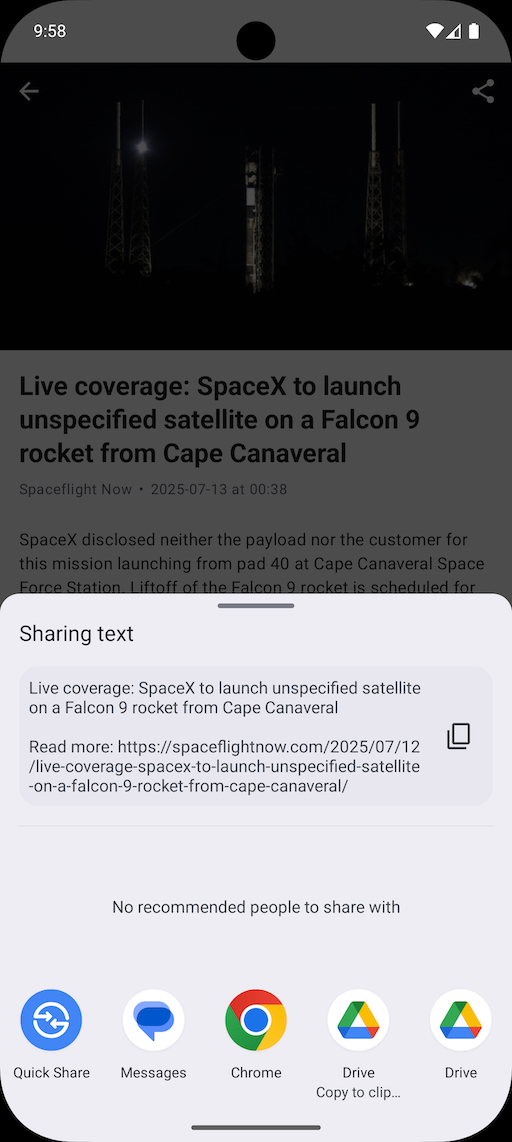 9:58
Live coverage: SpaceX to launch
unspecified satellite on a Falcon 9
rocket from Cape Canaveral
Spaceflight Now • 2025-07-13 at 00:38
SpaceX disclosed neither the payload nor the customer for
this mission launching from pad 40 at Cape Canaveral Space
Force Station. Liftoff of the Falcon 9 rocket is scheduled for
Sharing text
Live coverage: SpaceX to launch unspecified satellite
on a Falcon 9 rocket from Cape Canaveral
Read more: https://spaceflightnow.com/2025/07/12
/live-coverage-spacex-to-launch-unspecified-satellite
-on-a-falcon-9-rocket-from-cape-canaveral/
No recommended people to share with
Quick Share
Messages
Chrome
Drive
Copy to clip...
Drive